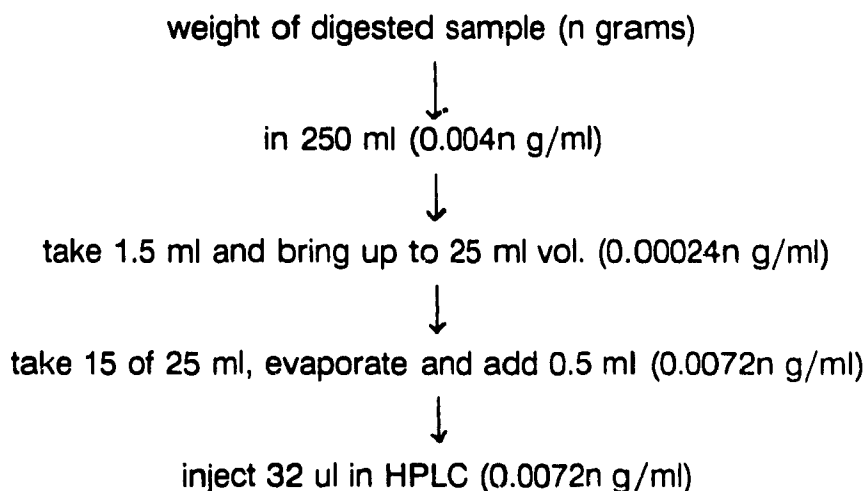 weight of digested sample (n grams)
in 250 ml (0.004n g/ml)
take 1.5 ml and bring up to 25 ml vol. (0.00024n g/ml)
take 15 of 25 ml, evaporate and add 0.5 ml (0.0072n g/ml)
inject 32 ul in HPLC (0.0072n g/ml)